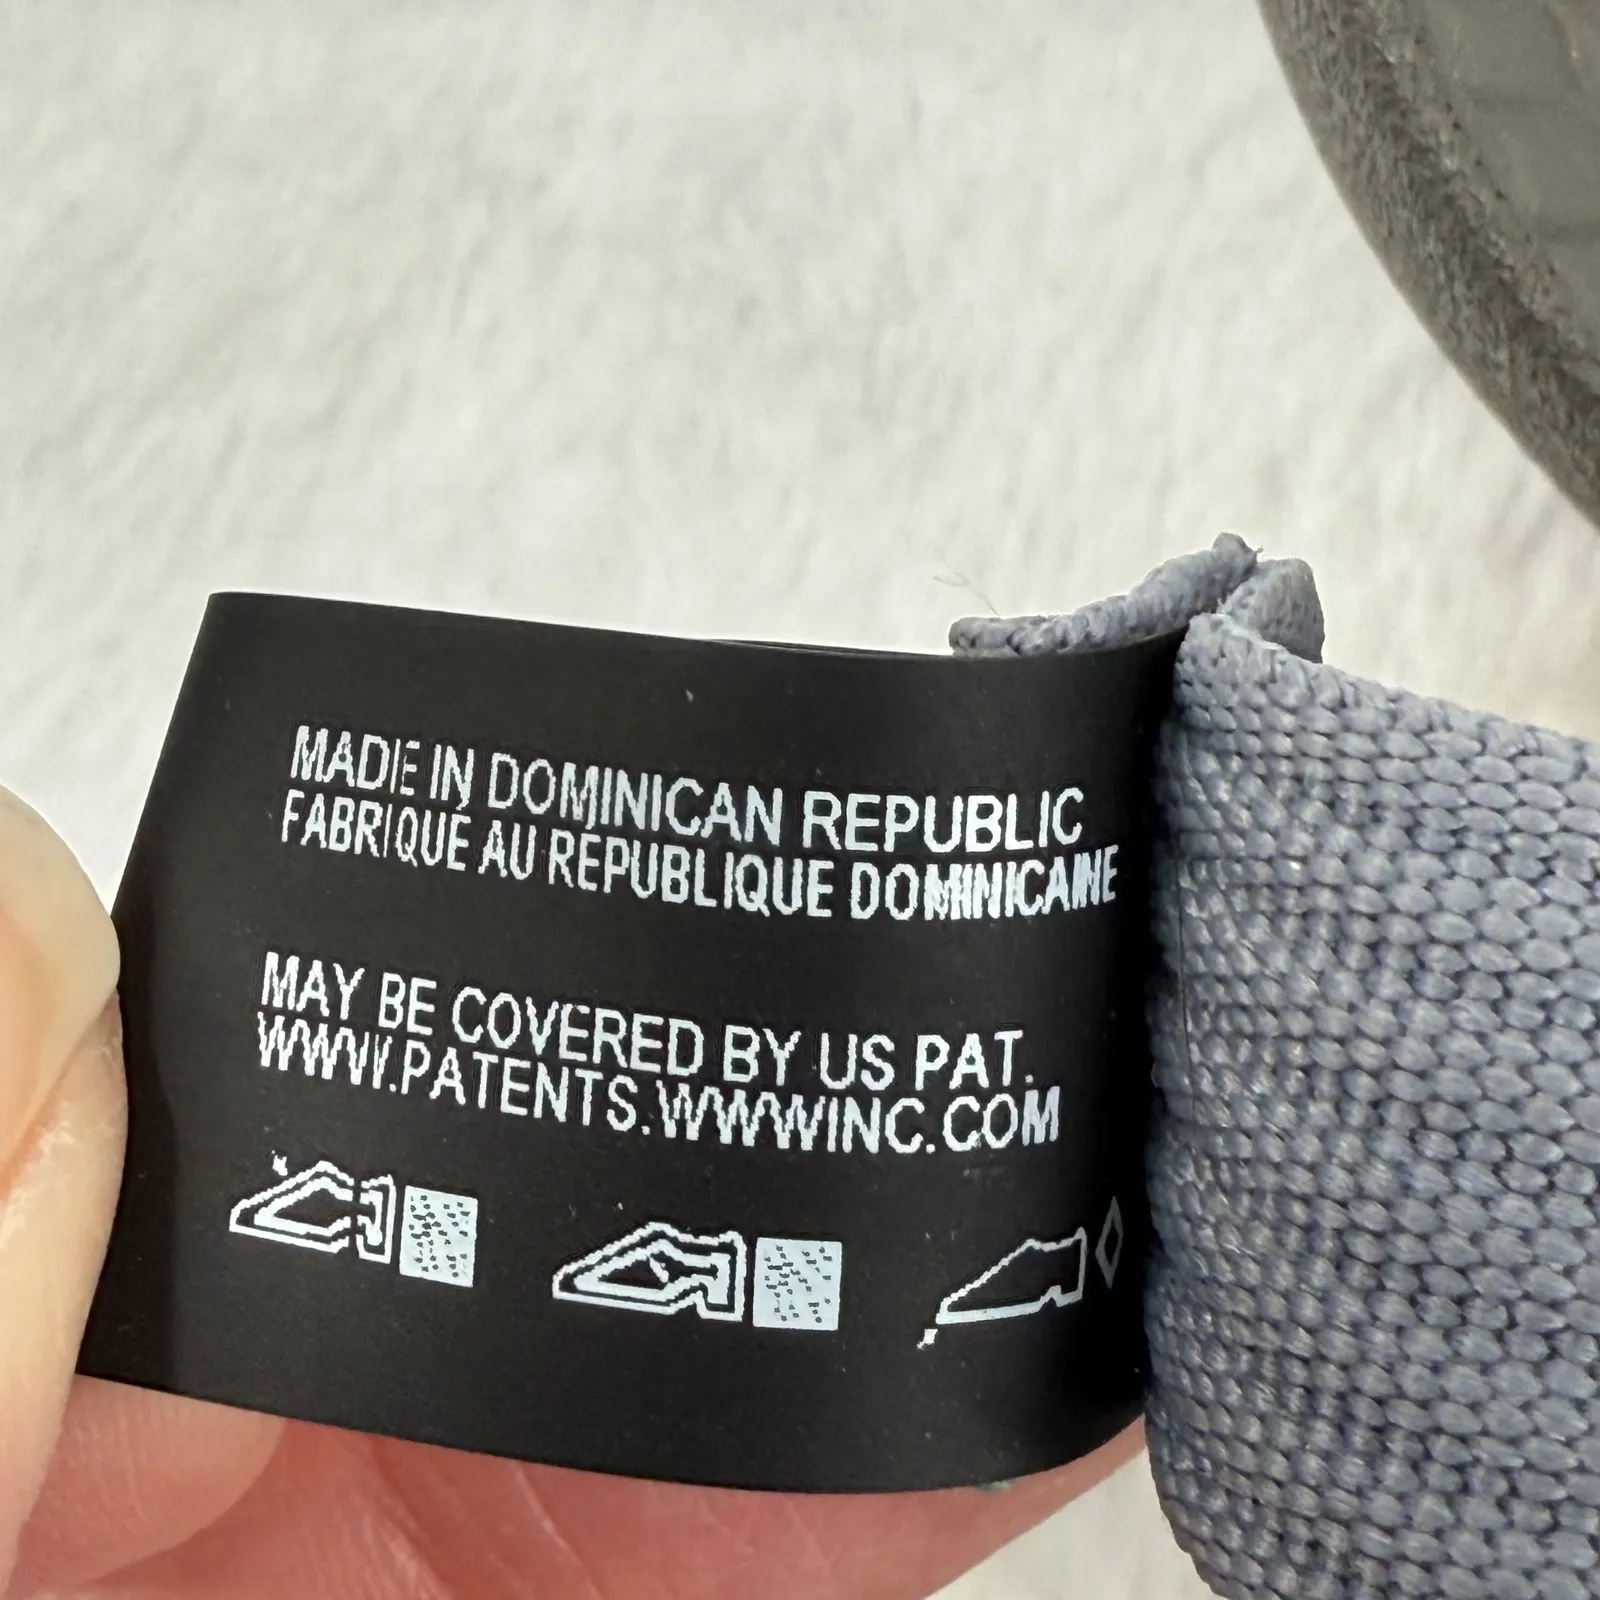 MADE IN DOMINICAN REPUBLIC
FABRIQUÉ AU REPUBLIQUE DOMINICAINE
MAY BE COVERED BY US PAT.
WWW.PATENTS.WWWINC.COM